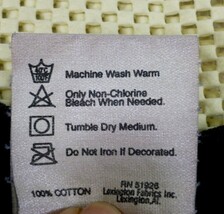 Machine Wash Warm
Only Non-Chlorine
Bleach When Needed.
Tumble Dry Medium.
Do Not Iron If Decorated.
100% COTTON
RN 51926
Lexington Fabrics Inc.
Lexington, Al.